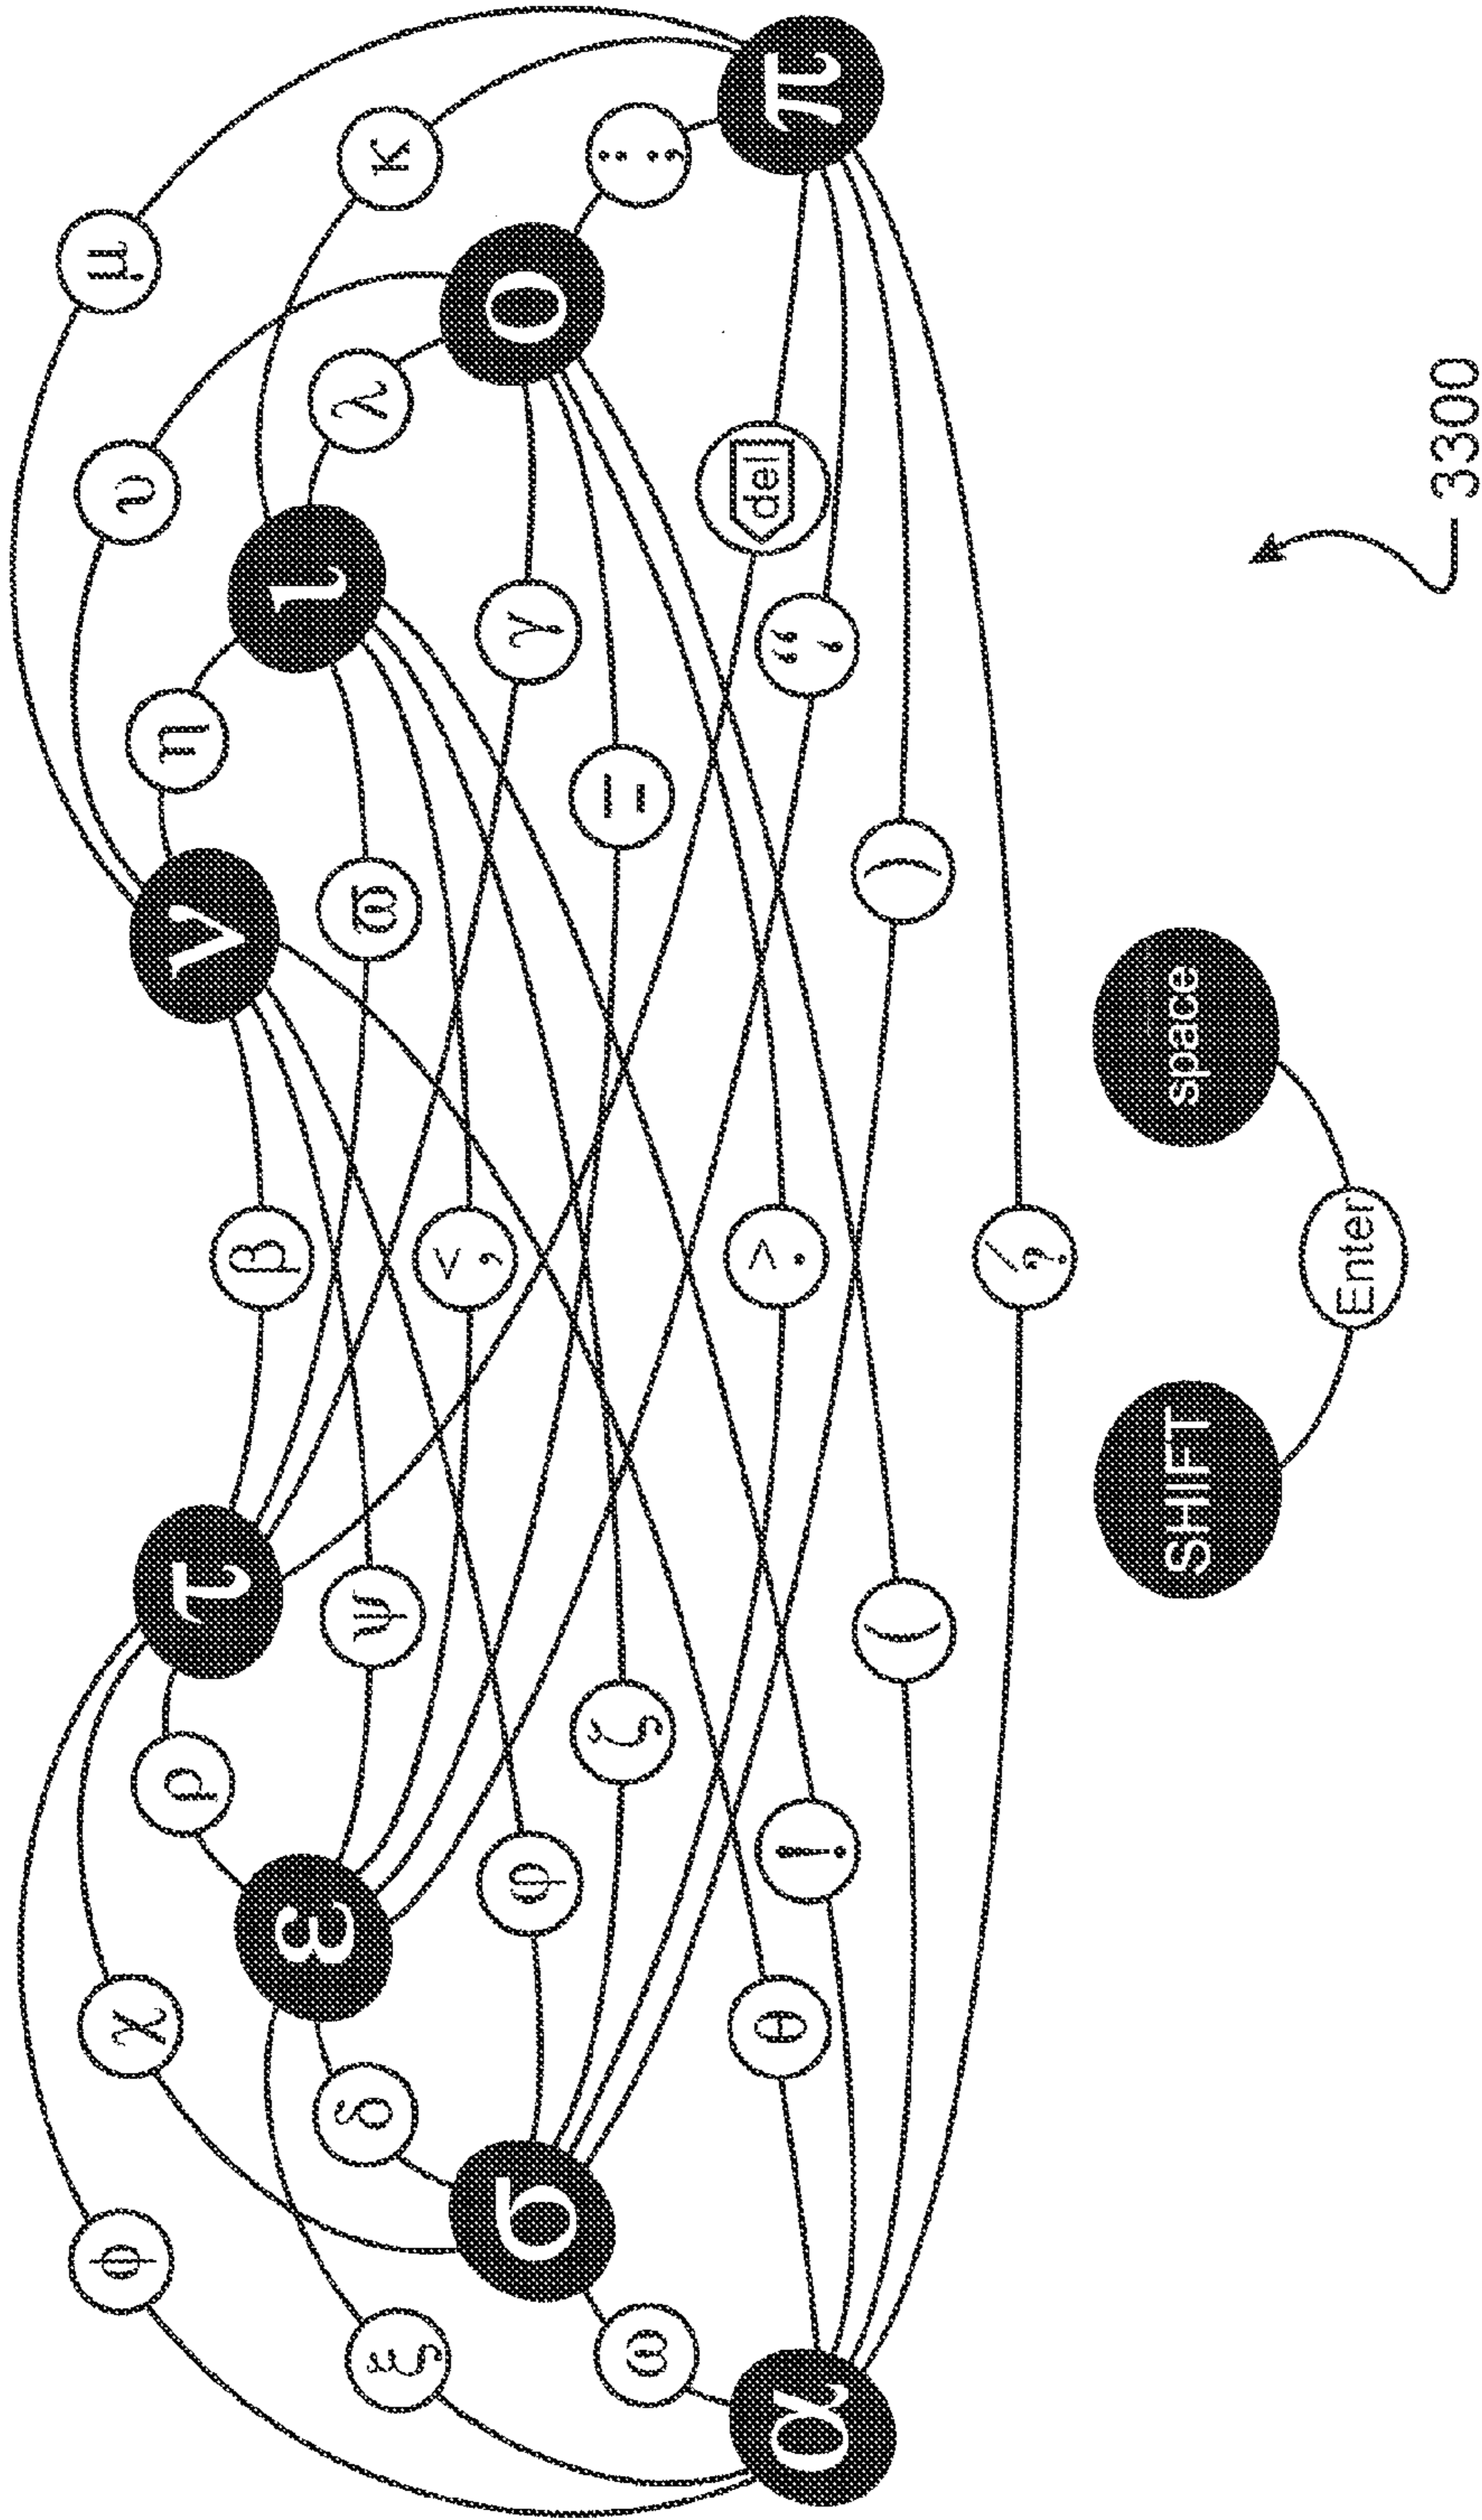 ϕ μ
χ υ
ρ η
τ ν
β
ε ι
δ ψ ϖ λ
ξ κ
< ,
σ φ γ ο
ζ _ =
ω : ;
θ > . del
! “ ‘
α π
( )
/ ?
SHIFT space
Enter
3300